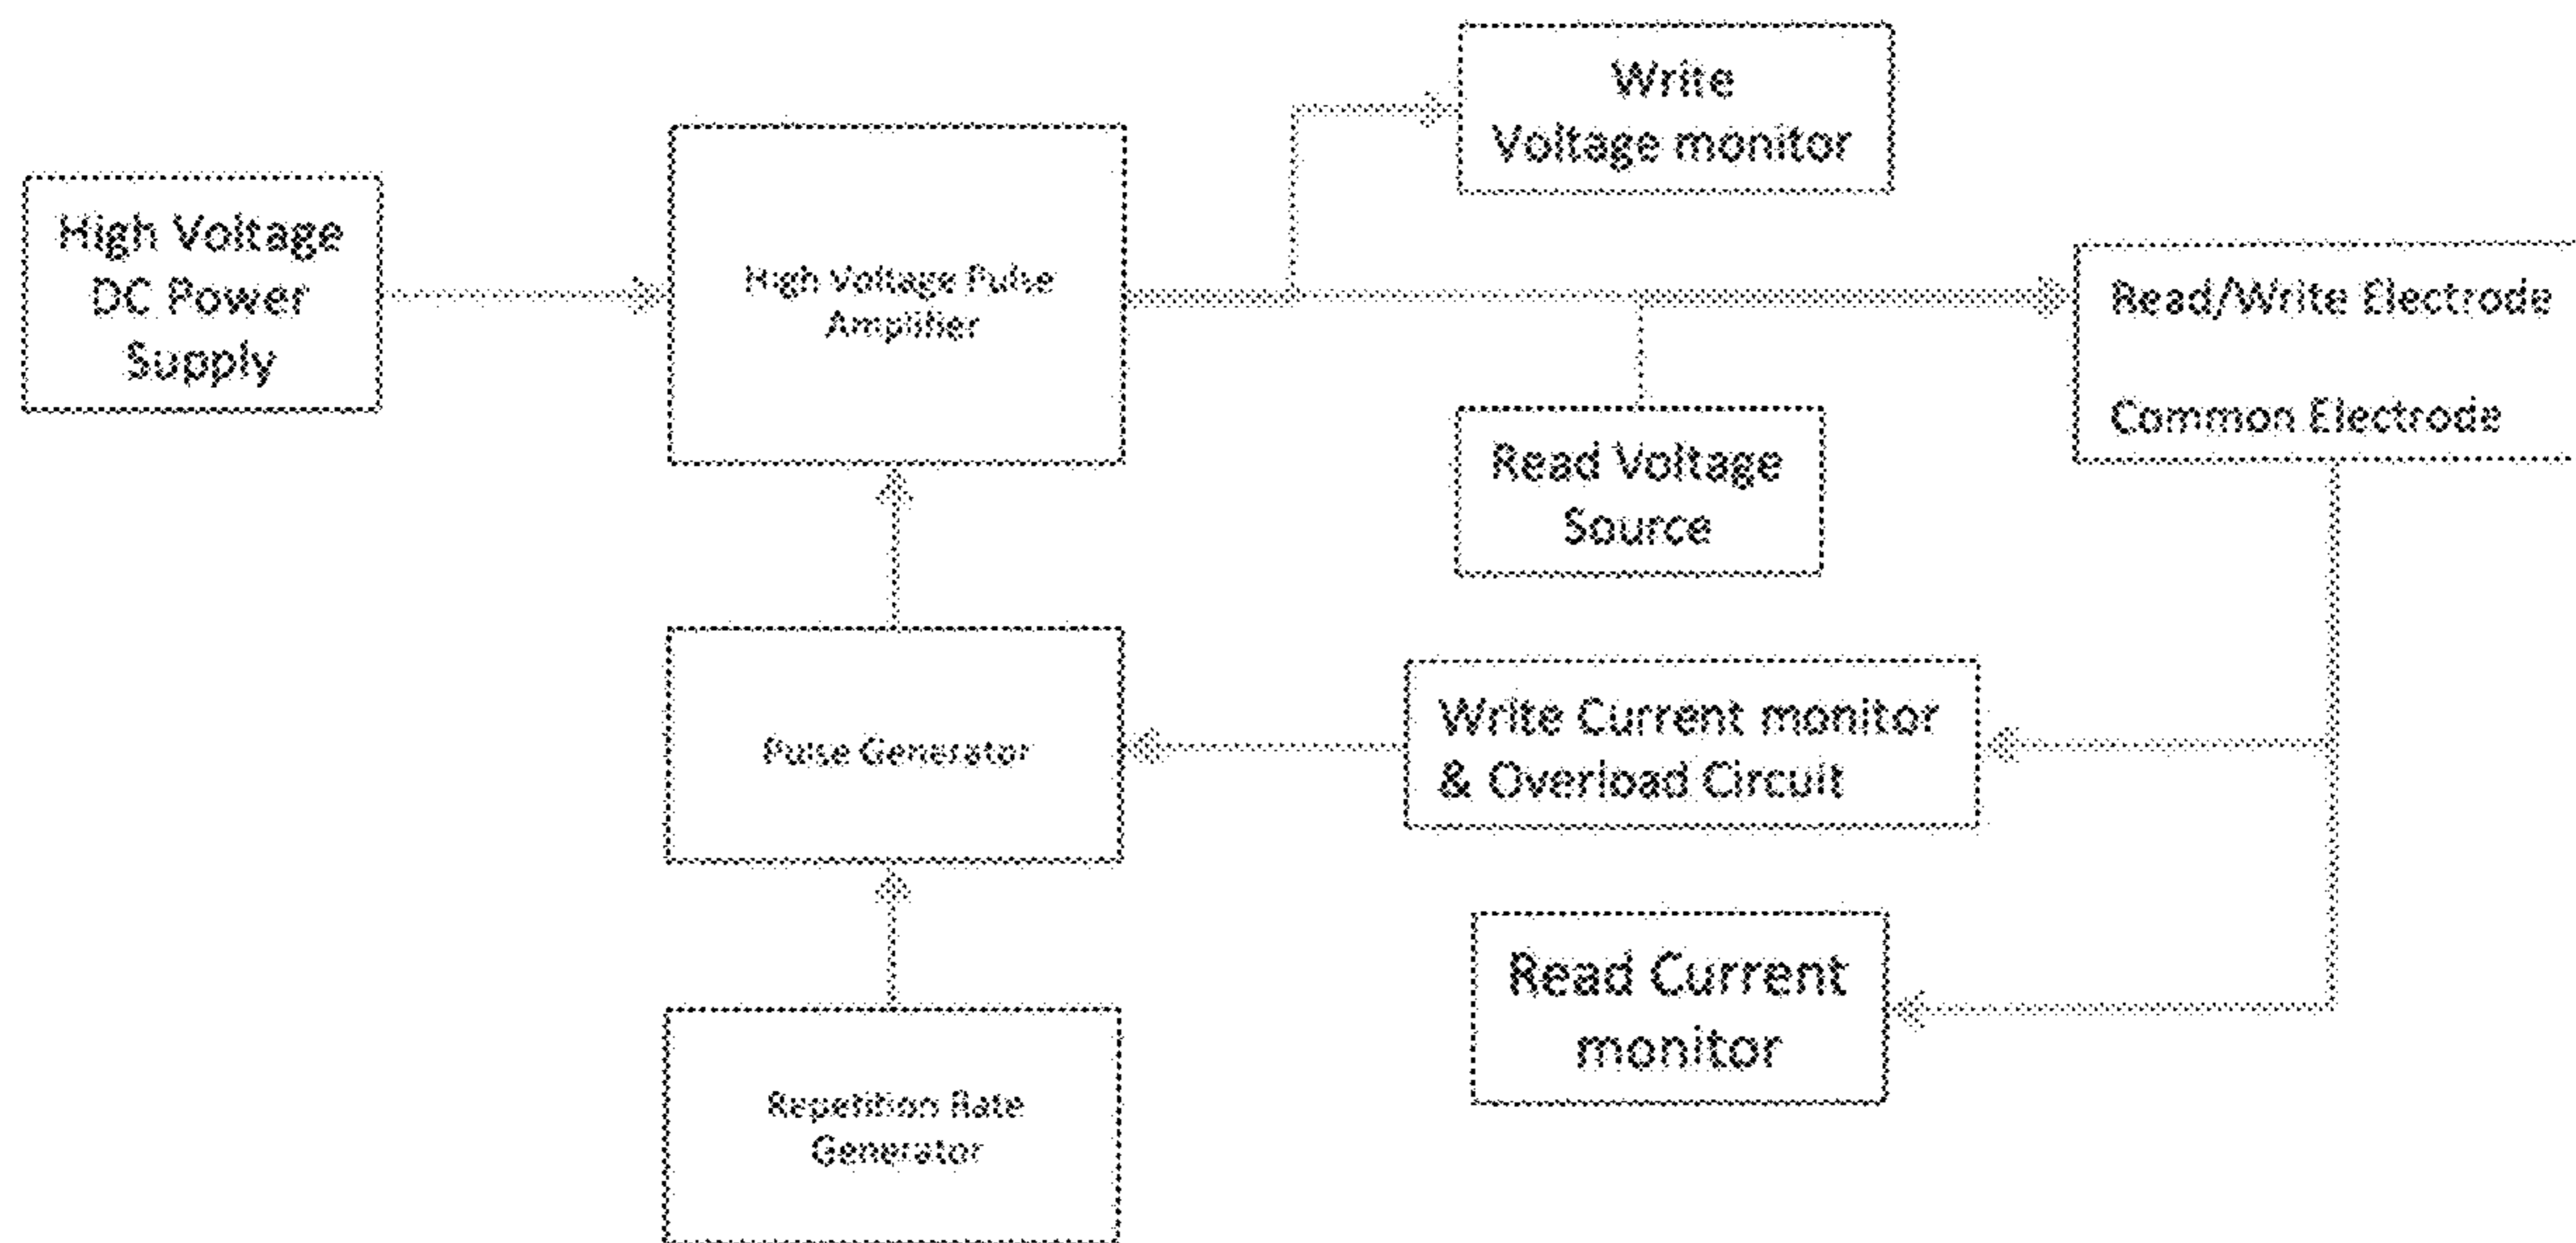 Write
Voltage monitor
High Voltage
DC Power
Supply
High Voltage Pulse
Amplifier
Read/Write Electrode
Common Electrode
Read Voltage
Source
Write Current monitor
& Overload Circuit
Pulse Generator
Read Current
monitor
Repetition Rate
Generator